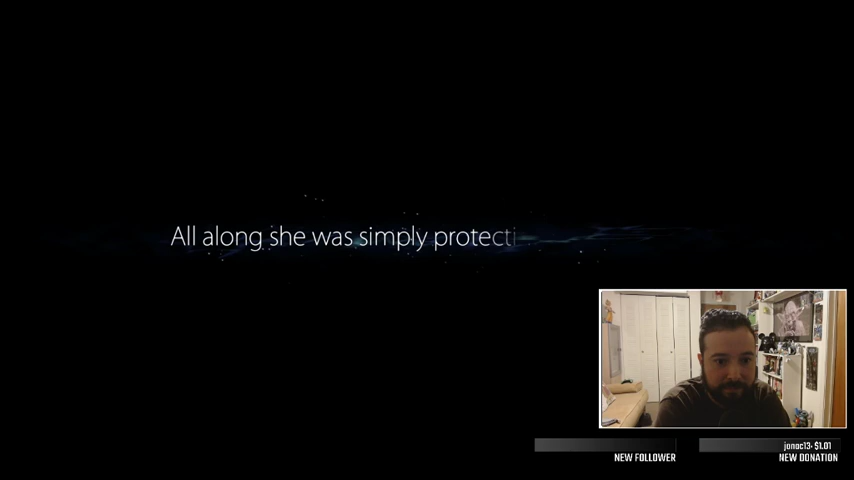 All along she was simply protecti
jonac13: $1.01
NEW FOLLOWER
NEW DONATION